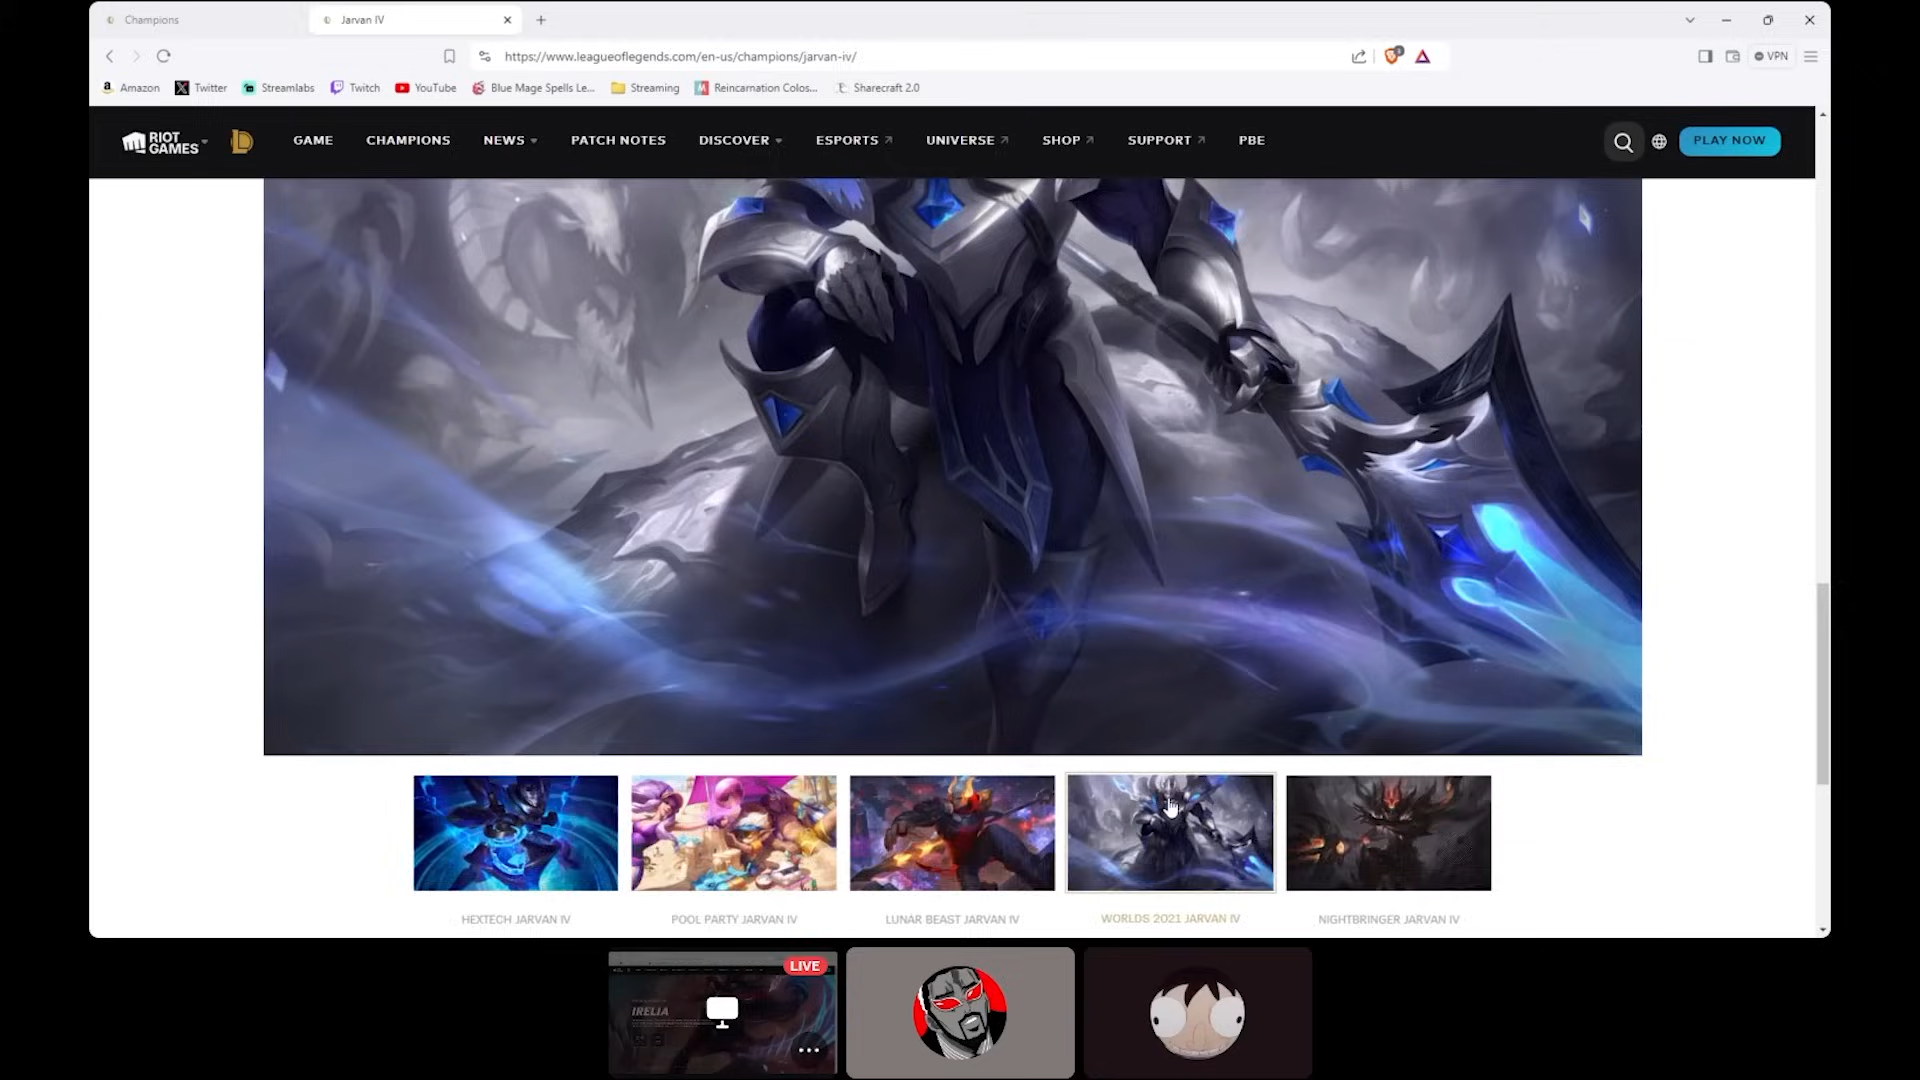 Champions
Jarvan IV
https://www.leagueoflegends.com/en-us/champions/jarvan-iv/
VPN
Amazon
Twitter
Streamlabs
Twitch
YouTube
Blue Mage Spells Le...
Streaming
Reincarnation Colos...
Sharecraft 2.0
RIOT
GAMES
GAME
CHAMPIONS
NEWS
PATCH NOTES
DISCOVER
ESPORTS
UNIVERSE
SHOP
SUPPORT
PBE
PLAY NOW
HEXTECH JARVAN IV
POOL PARTY JARVAN IV
LUNAR BEAST JARVAN IV
WORLDS 2021 JARVAN IV
NIGHTBRINGER JARVAN IV
LIVE
IRELIA